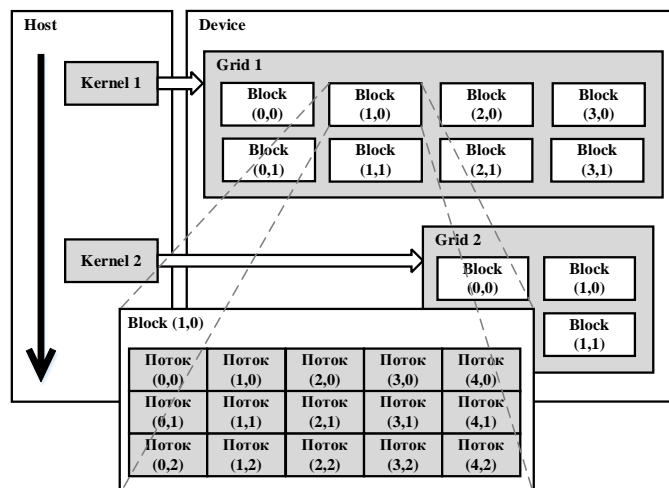 Host
Device
Kernel 1
Grid 1
Block
(0,0)
Block
(1,0)
Block
(2,0)
Block
(3,0)
Block
(0,1)
Block
(1,1)
Block
(2,1)
Block
(3,1)
Kernel 2
Grid 2
Block
(0,0)
Block
(1,0)
Block
(1,1)
Block (1,0)
Поток
(0,0)
Поток
(1,0)
Поток
(2,0)
Поток
(3,0)
Поток
(4,0)
Поток
(0,1)
Поток
(1,1)
Поток
(2,1)
Поток
(3,1)
Поток
(4,1)
Поток
(0,2)
Поток
(1,2)
Поток
(2,2)
Поток
(3,2)
Поток
(4,2)